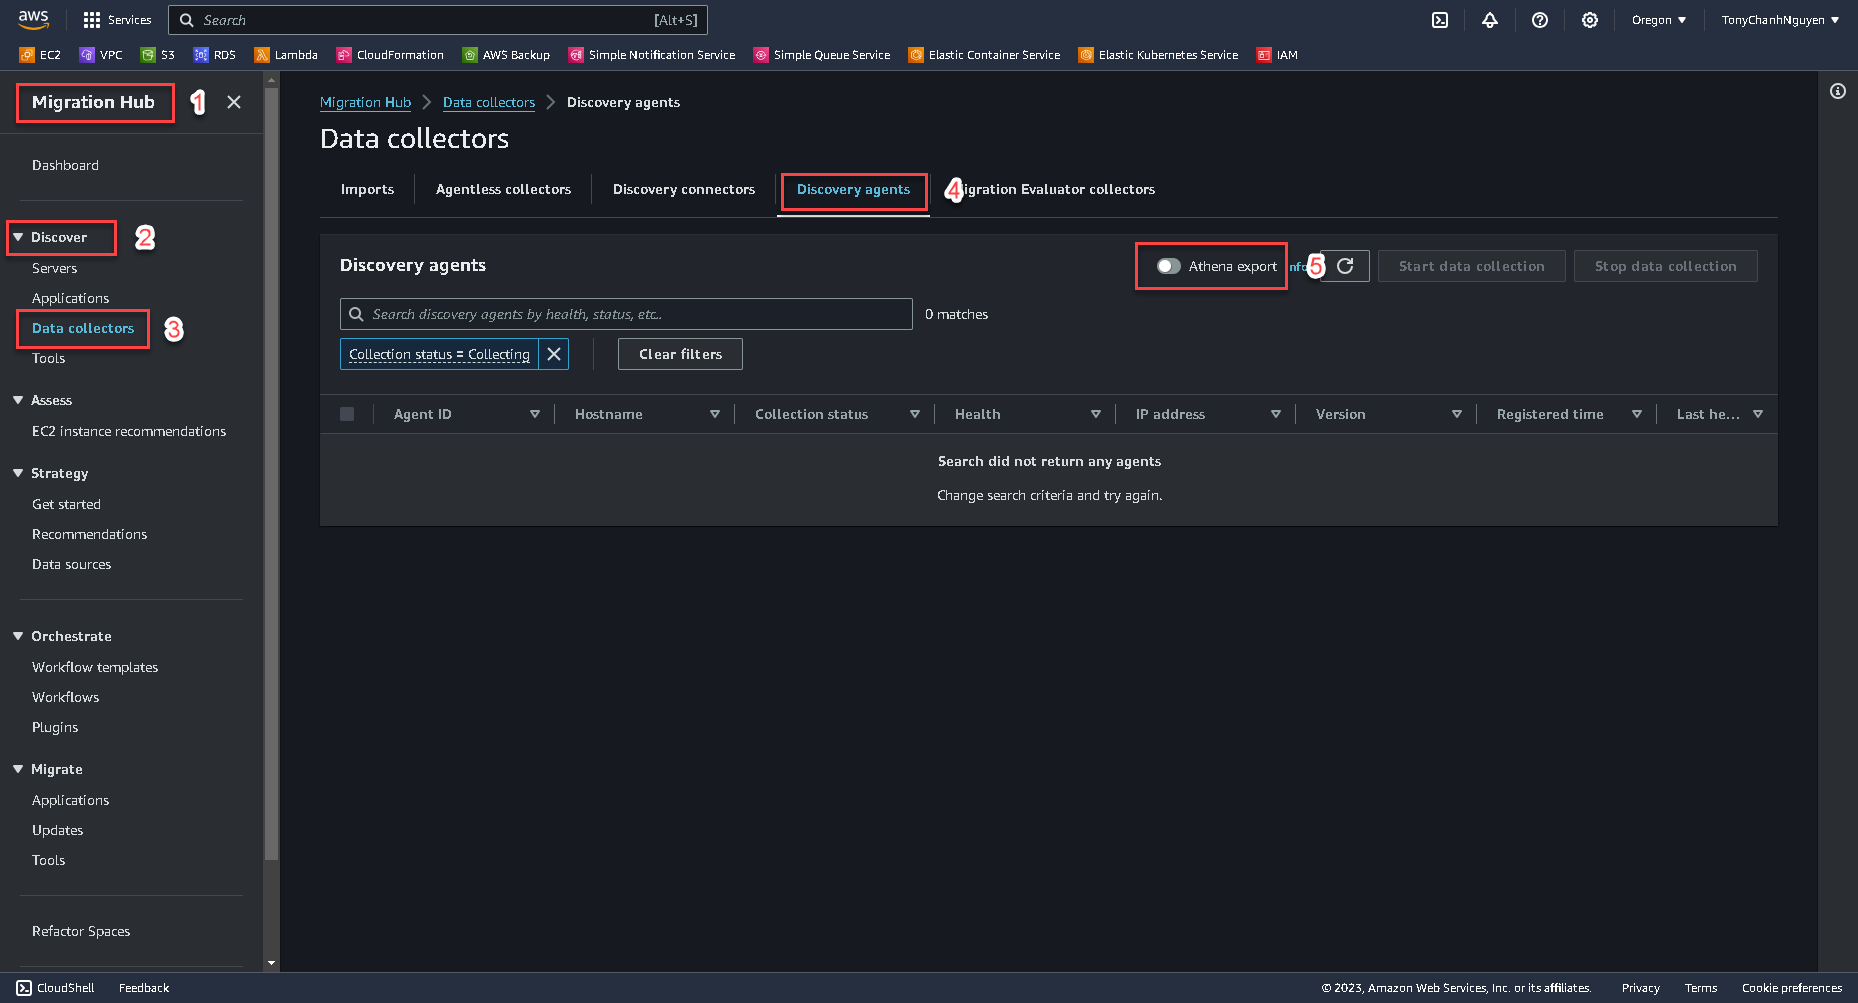 aws
Services
Search
[Alt+S]
Oregon
TonyChanhNguyen
EC2
VPC
S3
RDS
Lambda
CloudFormation
AWS Backup
Simple Notification Service
Simple Queue Service
Elastic Container Service
Elastic Kubernetes Service
IAM
Migration Hub
1
Dashboard
Discover
2
Servers
Applications
Data collectors
3
Tools
Assess
EC2 instance recommendations
Strategy
Get started
Recommendations
Data sources
Orchestrate
Workflow templates
Workflows
Plugins
Migrate
Applications
Updates
Tools
Refactor Spaces
Migration Hub
Data collectors
Discovery agents
Data collectors
Imports
Agentless collectors
Discovery connectors
Discovery agents
4
igration Evaluator collectors
Discovery agents
Athena export
nfo
5
Start data collection
Stop data collection
Search discovery agents by health, status, etc..
0 matches
Collection status = Collecting
Clear filters
Agent ID
Hostname
Collection status
Health
IP address
Version
Registered time
Last he...
Search did not return any agents
Change search criteria and try again.
CloudShell
Feedback
© 2023, Amazon Web Services, Inc. or its affiliates.
Privacy
Terms
Cookie preferences